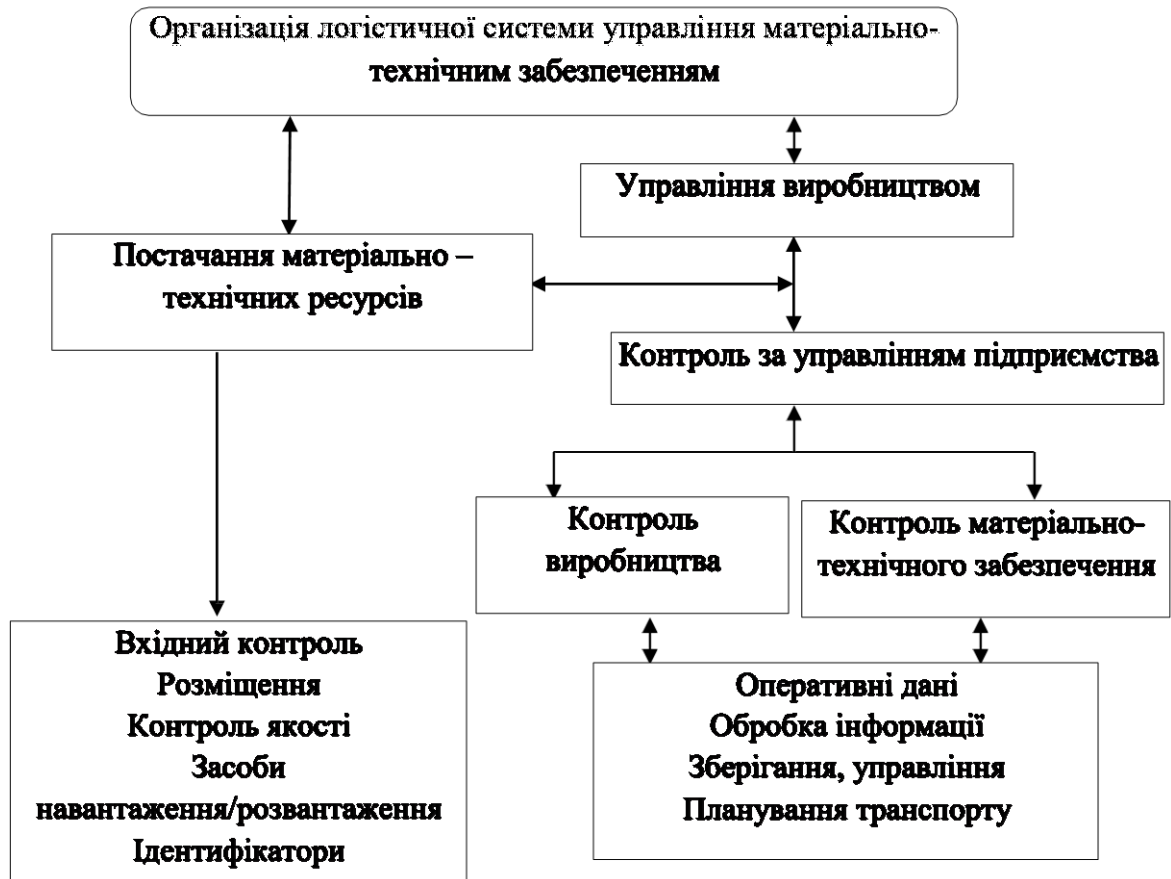 Організація логістичної системи управління матеріально-
технічним забезпеченням
Управління виробництвом
Постачання матеріально –
технічних ресурсів
Контроль за управлінням підприємства
Контроль
виробництва
Контроль матеріально-
технічного забезпечення
Вхідний контроль
Розміщення
Контроль якості
Засоби
навантаження/розвантаження
Ідентифікатори
Оперативні дані
Обробка інформації
Зберігання, управління
Планування транспорту